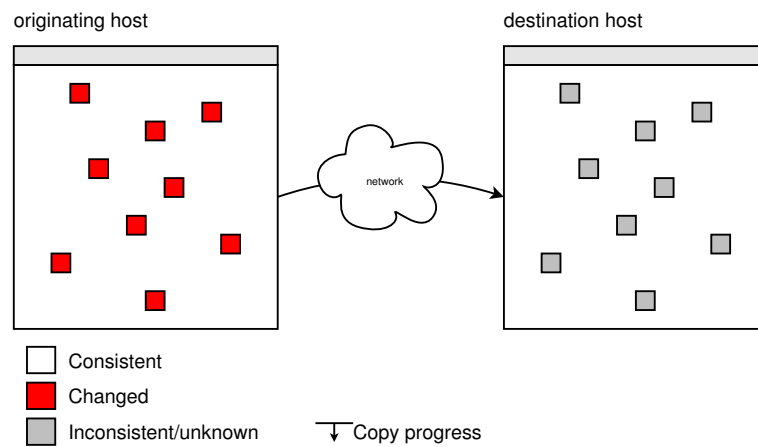 originating host
destination host
network
Consistent
Changed
Inconsistent/unknown
Copy progress